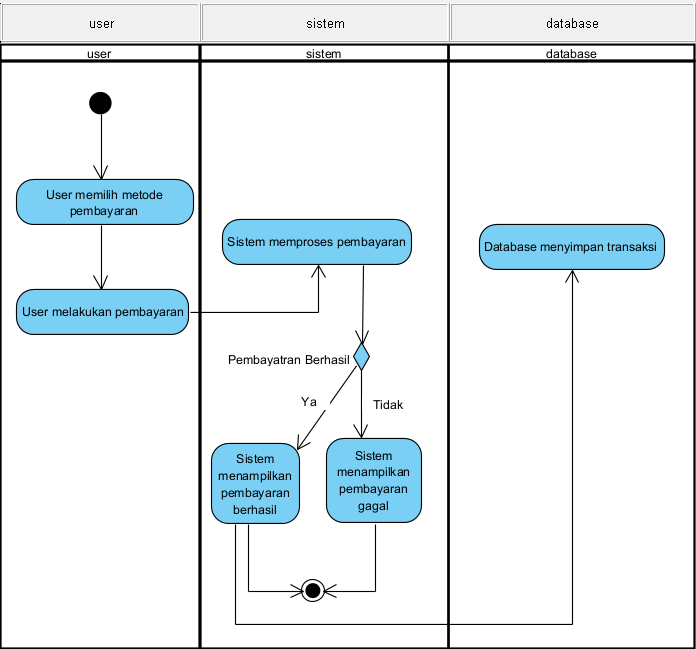 user
sistem
database
user
sistem
database
User memilih metode
pembayaran
User melakukan pembayaran
Sistem memproses pembayaran
Database menyimpan transaksi
Pembayatran Berhasil
Ya
Tidak
Sistem
menampilkan
pembayaran
berhasil
Sistem
menampilkan
pembayaran
gagal